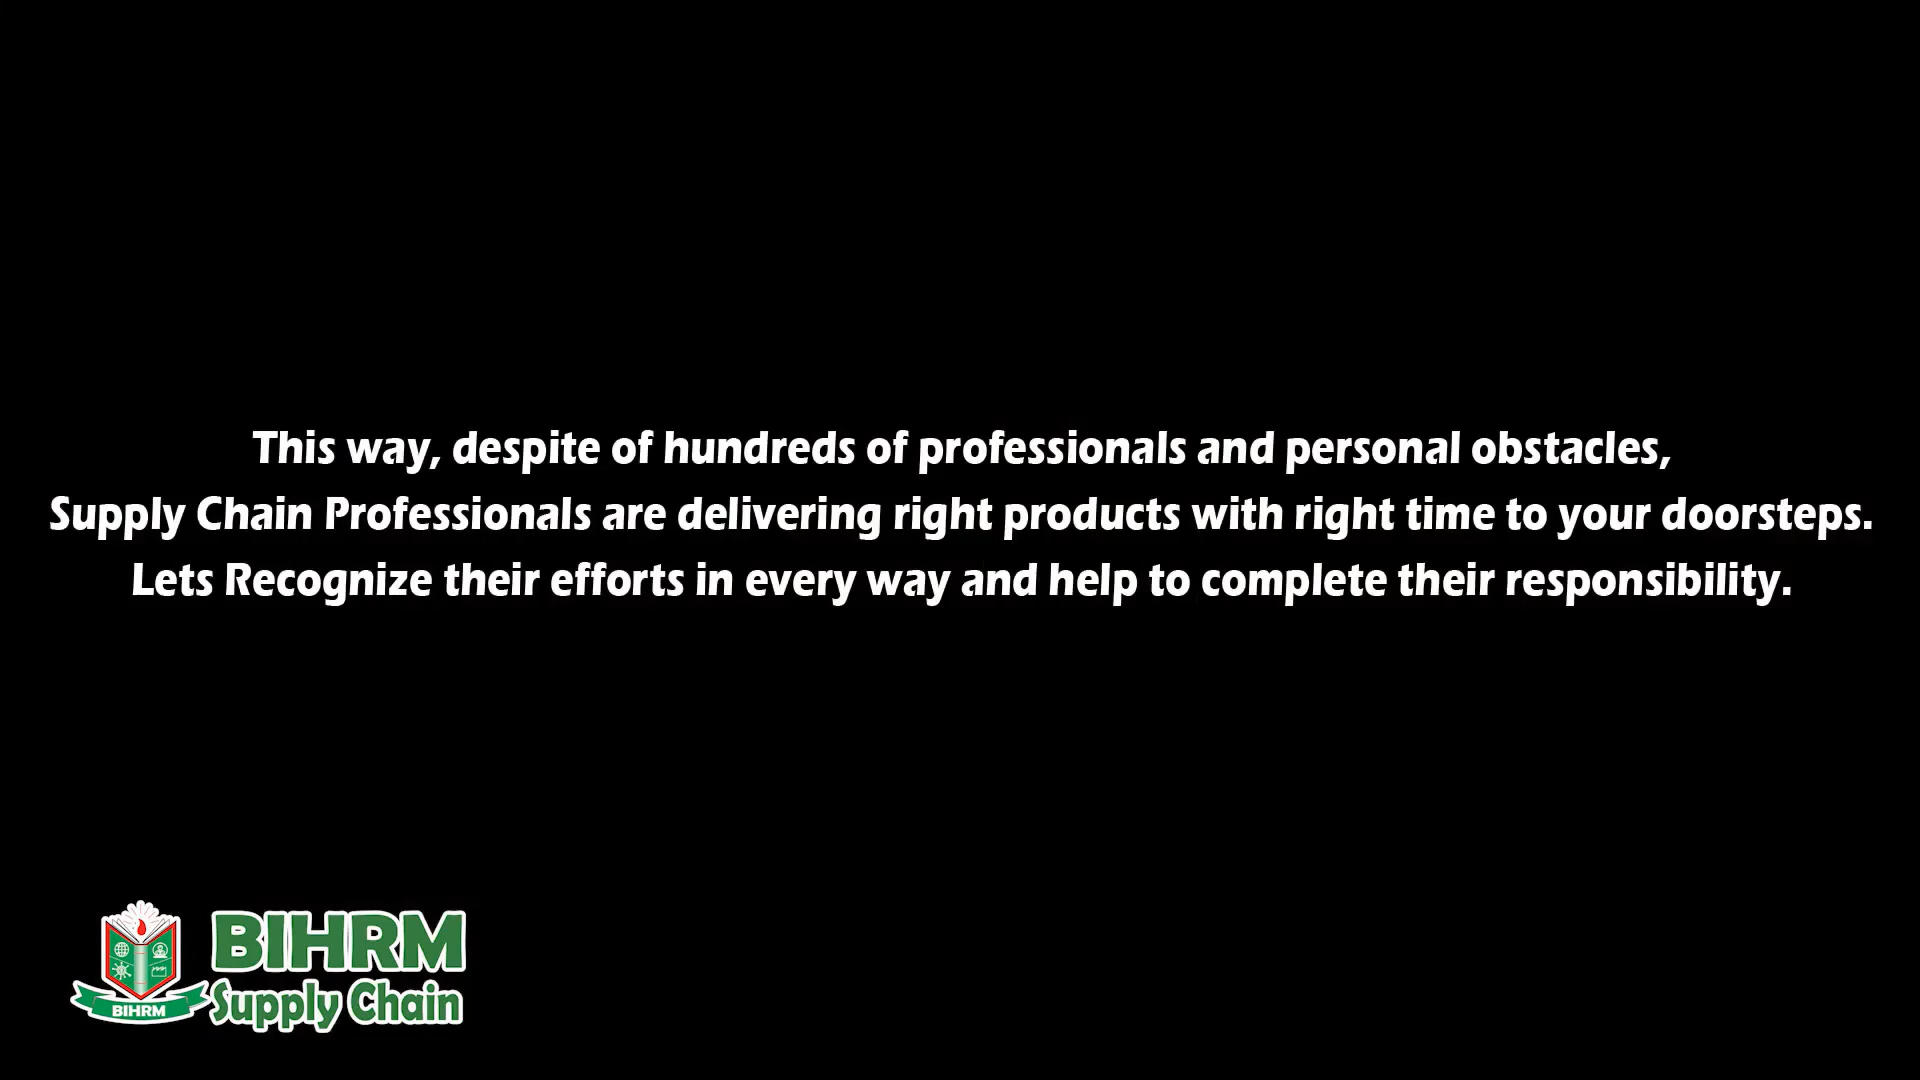 This way, despite of hundreds of professionals and personal obstacles,
Supply Chain Professionals are delivering right products with right time to your doorsteps.
Lets Recognize their efforts in every way and help to complete their responsibility.
BIHRM
Supply Chain
BIHRM